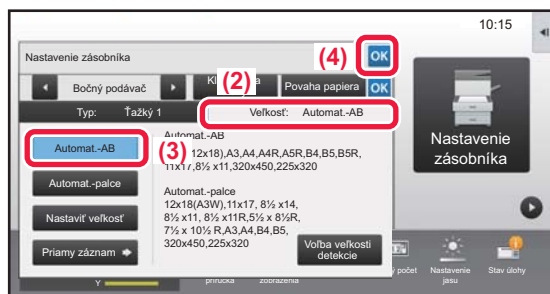 10:15
Nastavenie zásobníka
(4)
OK
Bočný podávač
(2)
Povaha papiera
OK
Typ: Ťažký 1
Veľkosť: Automat.-AB
Automat.-AB
(3)
Automat.-AB
12x18),A3,A4,A4R,A5R,B4,B5,B5R,
11x17,8½ x11,320x450,225x320
Automat.-palce
Automat.-palce
12x18(A3W),11x17, 8½ x14,
8½ x11, 8½ x11R,5½ x 8½R,
7½ x 10½ R,A3,A4,B4,B5,
320x450,225x320
Nastaviť veľkosť
Priamy záznam
Voľba veľkosti
detekcie
Nastavenie
zásobníka
Y
príručka
zobrazenia
počet
Nastavenie
jasu
Stav úlohy